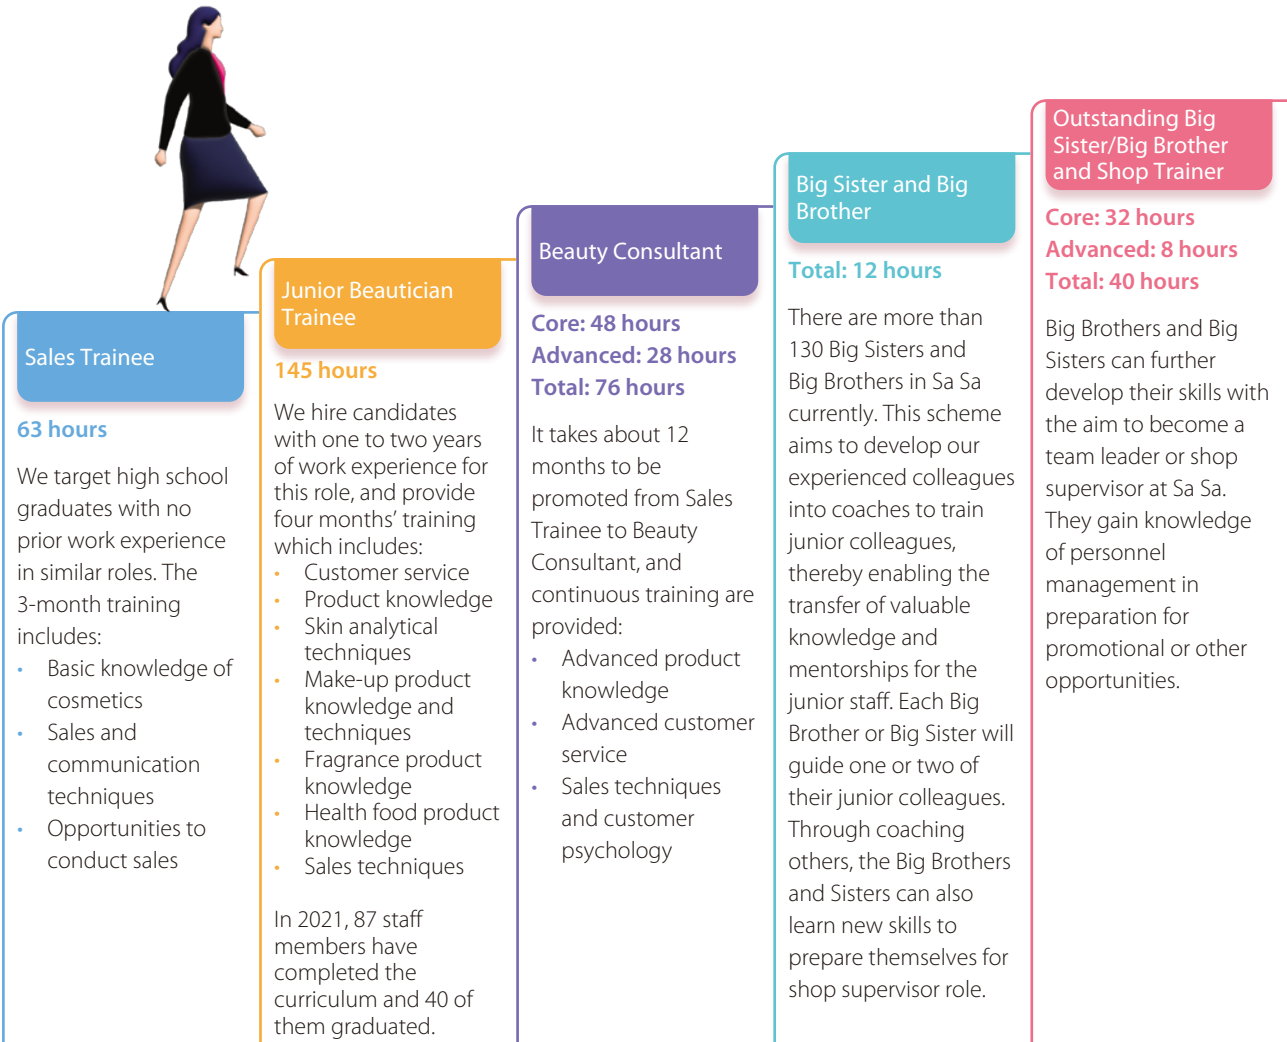 Sales Trainee
63 hours
We target high school
graduates with no
prior work experience
in similar roles. The
3-month training
includes:
• Basic knowledge of
cosmetics
• Sales and
communication
techniques
• Opportunities to
conduct sales
Junior Beautician
Trainee
145 hours
We hire candidates
with one to two years
of work experience for
this role, and provide
four months’ training
which includes:
• Customer service
• Product knowledge
• Skin analytical
techniques
• Make-up product
knowledge and
techniques
• Fragrance product
knowledge
• Health food product
knowledge
• Sales techniques
In 2021, 87 staff
members have
completed the
curriculum and 40 of
them graduated.
Beauty Consultant
Core: 48 hours
Advanced: 28 hours
Total: 76 hours
It takes about 12
months to be
promoted from Sales
Trainee to Beauty
Consultant, and
continuous training are
provided:
• Advanced product
knowledge
• Advanced customer
service
• Sales techniques
and customer
psychology
Big Sister and Big
Brother
Total: 12 hours
There are more than
130 Big Sisters and
Big Brothers in Sa Sa
currently. This scheme
aims to develop our
experienced colleagues
into coaches to train
junior colleagues,
thereby enabling the
transfer of valuable
knowledge and
mentorships for the
junior staff. Each Big
Brother or Big Sister will
guide one or two of
their junior colleagues.
Through coaching
others, the Big Brothers
and Sisters can also
learn new skills to
prepare themselves for
shop supervisor role.
Outstanding Big
Sister/Big Brother
and Shop Trainer
Core: 32 hours
Advanced: 8 hours
Total: 40 hours
Big Brothers and Big
Sisters can further
develop their skills with
the aim to become a
team leader or shop
supervisor at Sa Sa.
They gain knowledge
of personnel
management in
preparation for
promotional or other
opportunities.